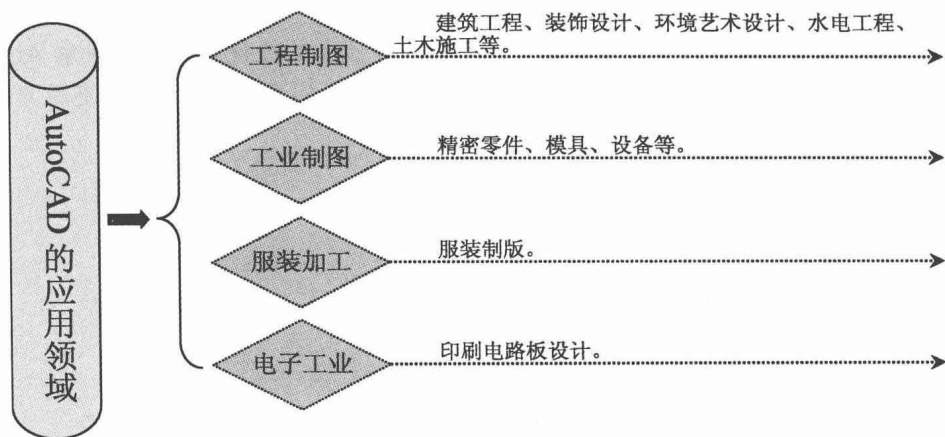 AutoCAD的应用领域
工程制图
建筑工程、装饰设计、环境艺术设计、水电工程、
土木施工等。
工业制图
精密零件、模具、设备等。
服装加工
服装制版。
电子工业
印刷电路板设计。